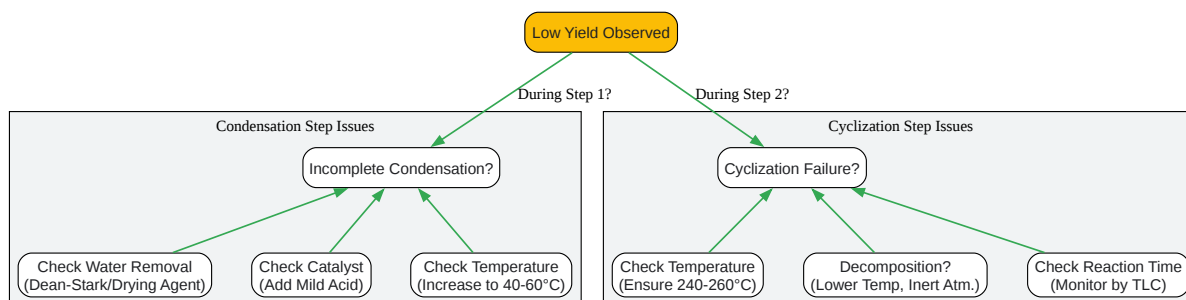 Low Yield Observed
During Step 1?
During Step 2?
Condensation Step Issues
Incomplete Condensation?
Check Water Removal
(Dean-Stark/Drying Agent)
Check Catalyst
(Add Mild Acid)
Check Temperature
(Increase to 40-60°C)
Cyclization Step Issues
Cyclization Failure?
Check Temperature
(Ensure 240-260°C)
Decomposition?
(Lower Temp, Inert Atm.)
Check Reaction Time
(Monitor by TLC)